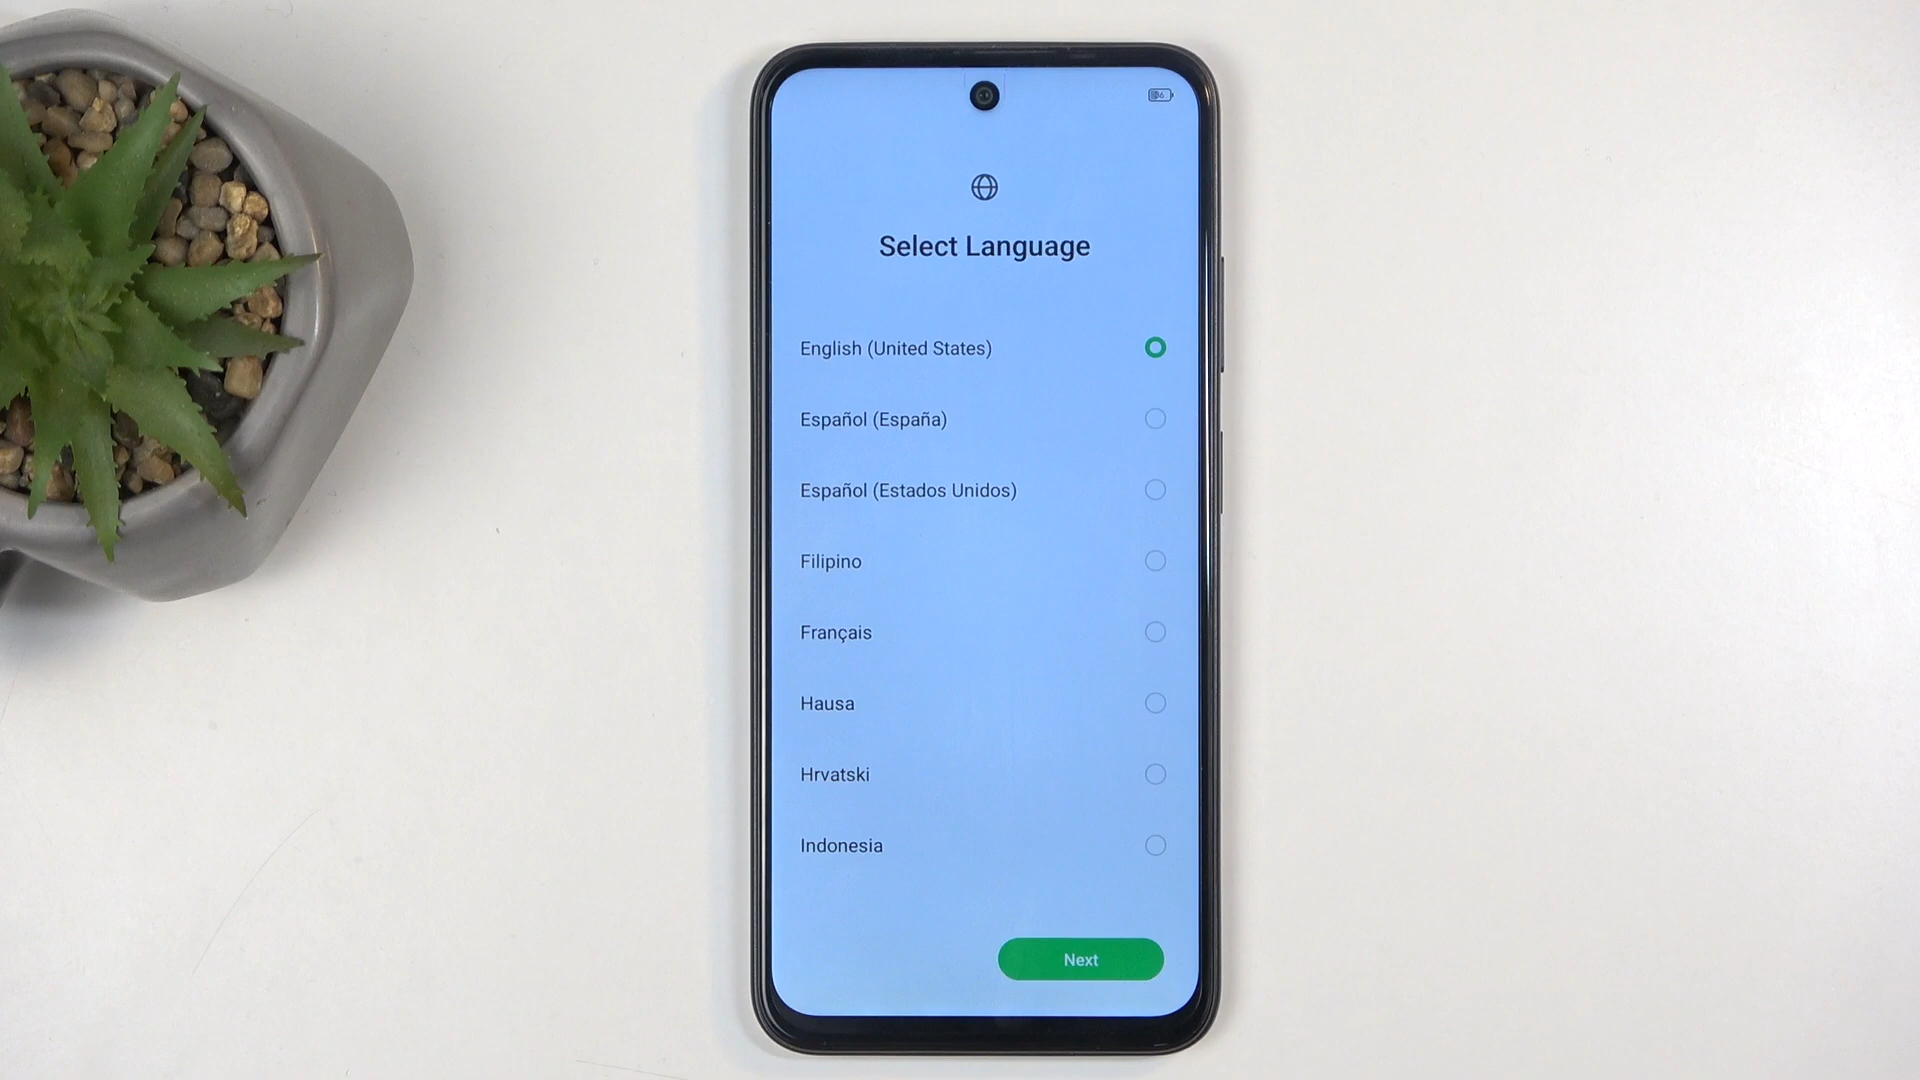 Select Language
English (United States)
Español (España)
Español (Estados Unidos)
Filipino
Français
Hausa
Hrvatski
Indonesia
Next